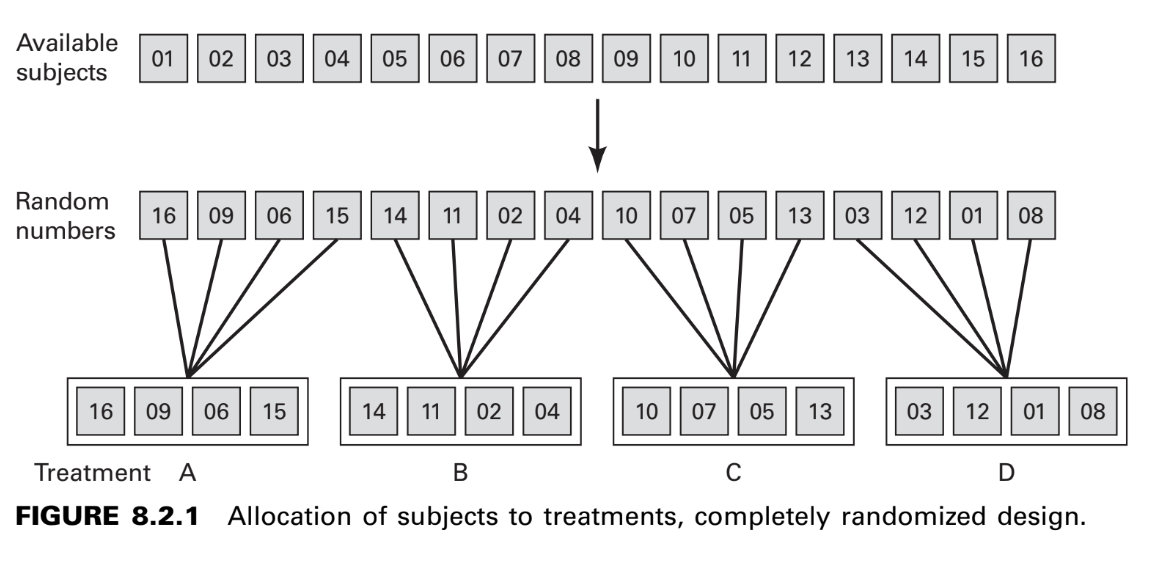 Available
subjects
01 02 03 04 05 06 07 08 09 10 11 12 13 14 15 16
Random
numbers
16 09 06 15 14 11 02 04 10 07 05 13 03 12 01 08
16 09 06 15 14 11 02 04 10 07 05 13 03 12 01 08
Treatment A B C D
FIGURE 8.2.1 Allocation of subjects to treatments, completely randomized design.